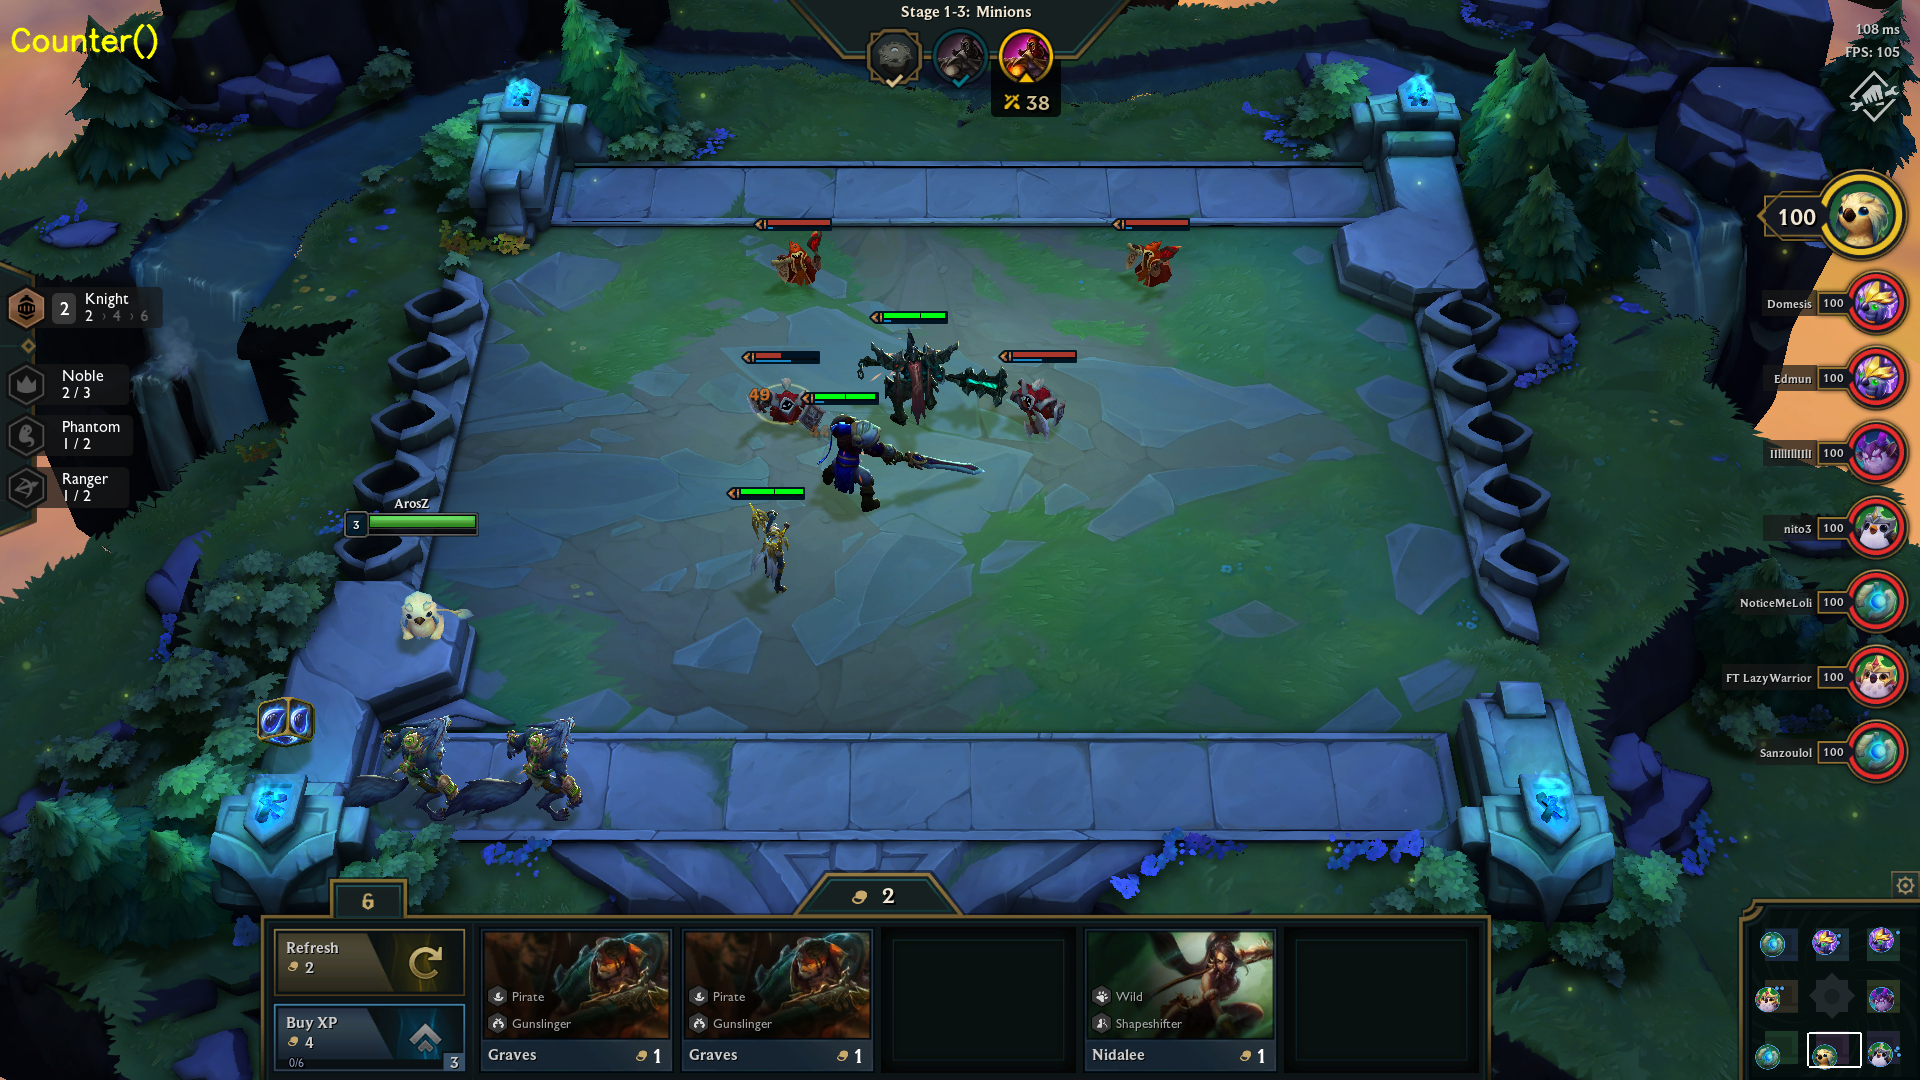 Counter()
Stage 1-3: Minions
38
108 ms
FPS: 105
100
Domesis 100
Edmun 100
100
nito3 100
NoticeMeLoli 100
FT LazyWarrior 100
Sanzoulol 100
2 Knight
2 › 4 › 6
Noble
2 / 3
Phantom
1 / 2
Ranger
1 / 2
ArosZ
3
49
6
2
Refresh
2
Buy XP
4
0/6
3
Pirate
Gunslinger
Graves 1
Pirate
Gunslinger
Graves 1
Wild
Shapeshifter
Nidalee 1